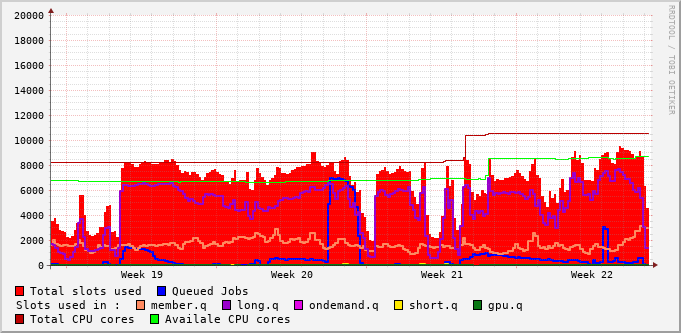 RRDTOOL / TOBI OETIKER
20000
18000
16000
14000
12000
10000
8000
6000
4000
2000
0
Week 19 Week 20 Week 21 Week 22
Total slots used Queued Jobs
Slots used in : member.q long.q ondemand.q short.q gpu.q
Total CPU cores Availale CPU cores